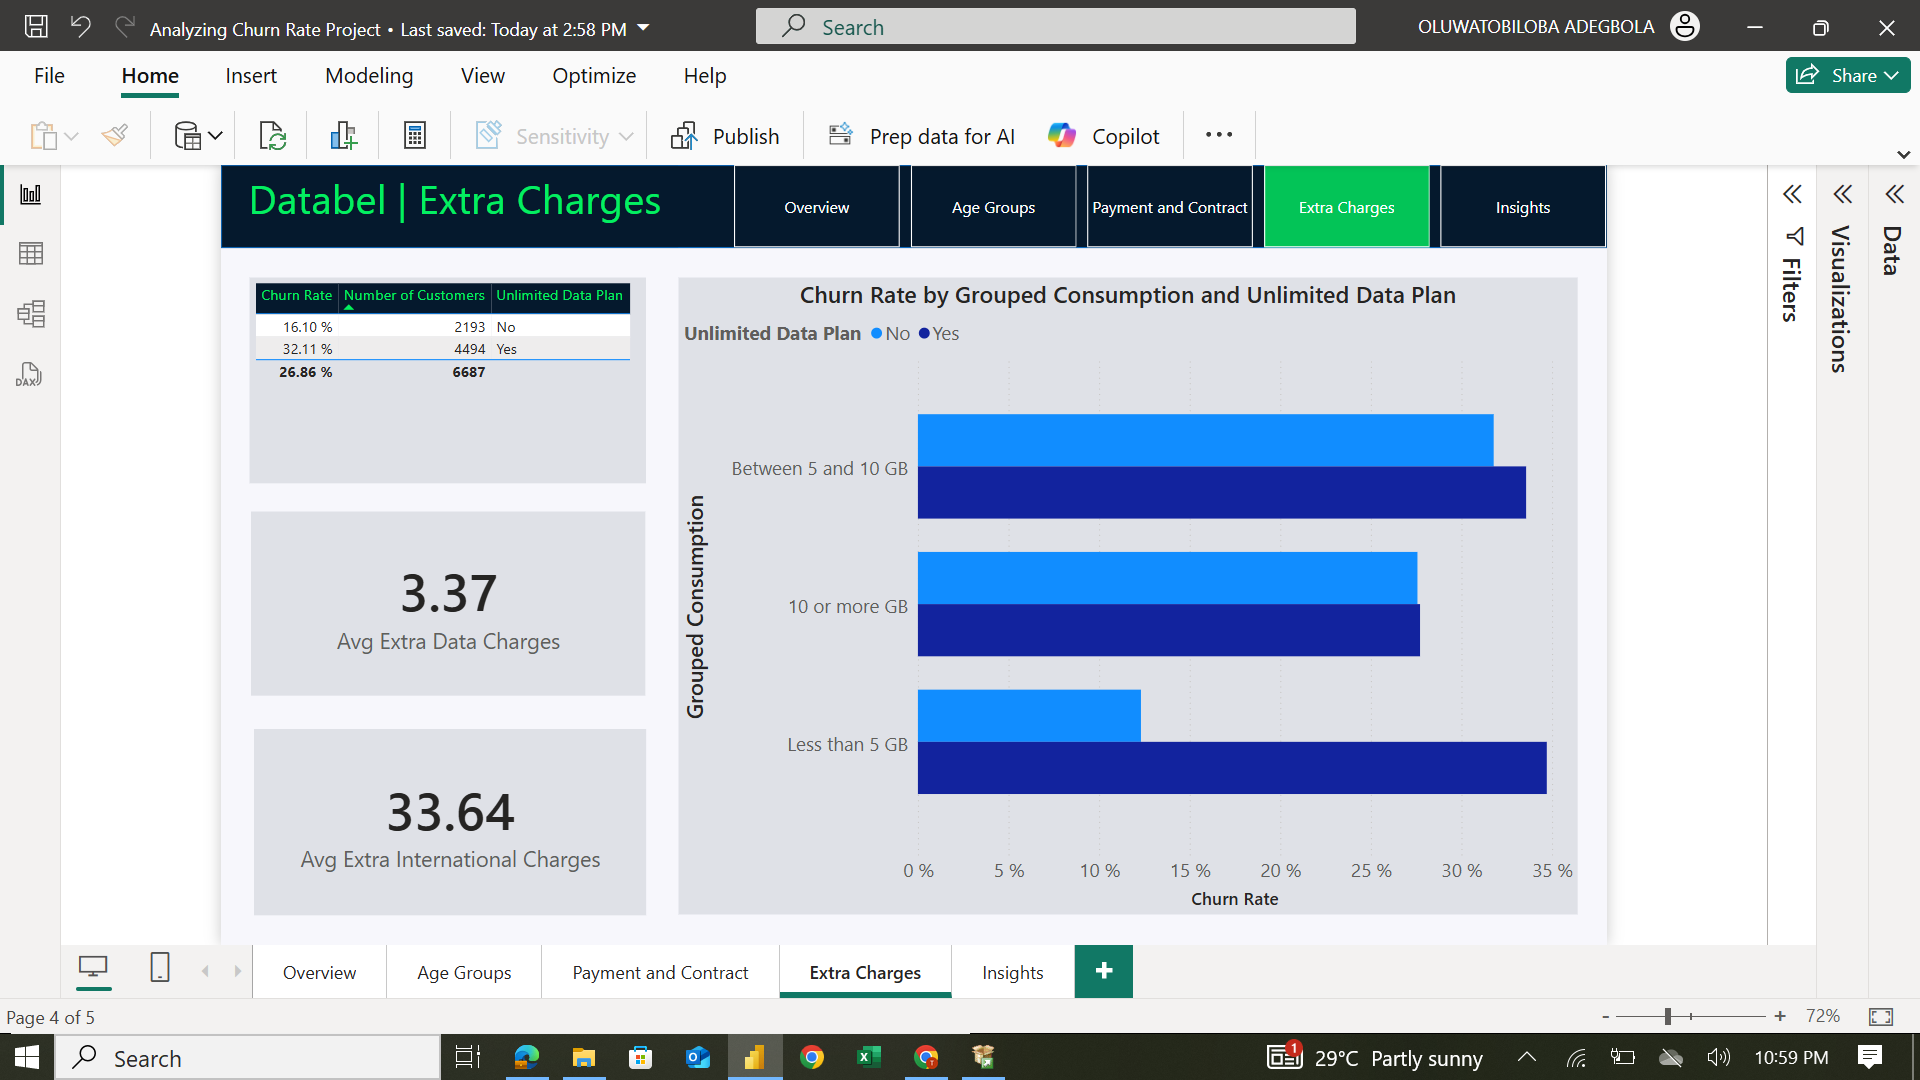 Analyzing Churn Rate Project • Last saved: Today at 2:58 PM
Search
OLUWATOBILOBA ADEGBOLA
File Home Insert Modeling View Optimize Help
Share
Sensitivity
Publish
Prep data for AI
Copilot
Databel | Extra Charges
Overview
Age Groups
Payment and Contract
Extra Charges
Insights
Churn Rate Number of Customers Unlimited Data Plan
16.10 % 2193 No
32.11 % 4494 Yes
26.86 % 6687
3.37
Avg Extra Data Charges
33.64
Avg Extra International Charges
Churn Rate by Grouped Consumption and Unlimited Data Plan
Unlimited Data Plan No Yes
Grouped Consumption
Between 5 and 10 GB
10 or more GB
Less than 5 GB
0 % 5 % 10 % 15 % 20 % 25 % 30 % 35 %
Churn Rate
Filters
Visualizations
Data
DAX
Overview
Age Groups
Payment and Contract
Extra Charges
Insights
+
Page 4 of 5
- + 72%
Search
1
29°C Partly sunny
10:59 PM